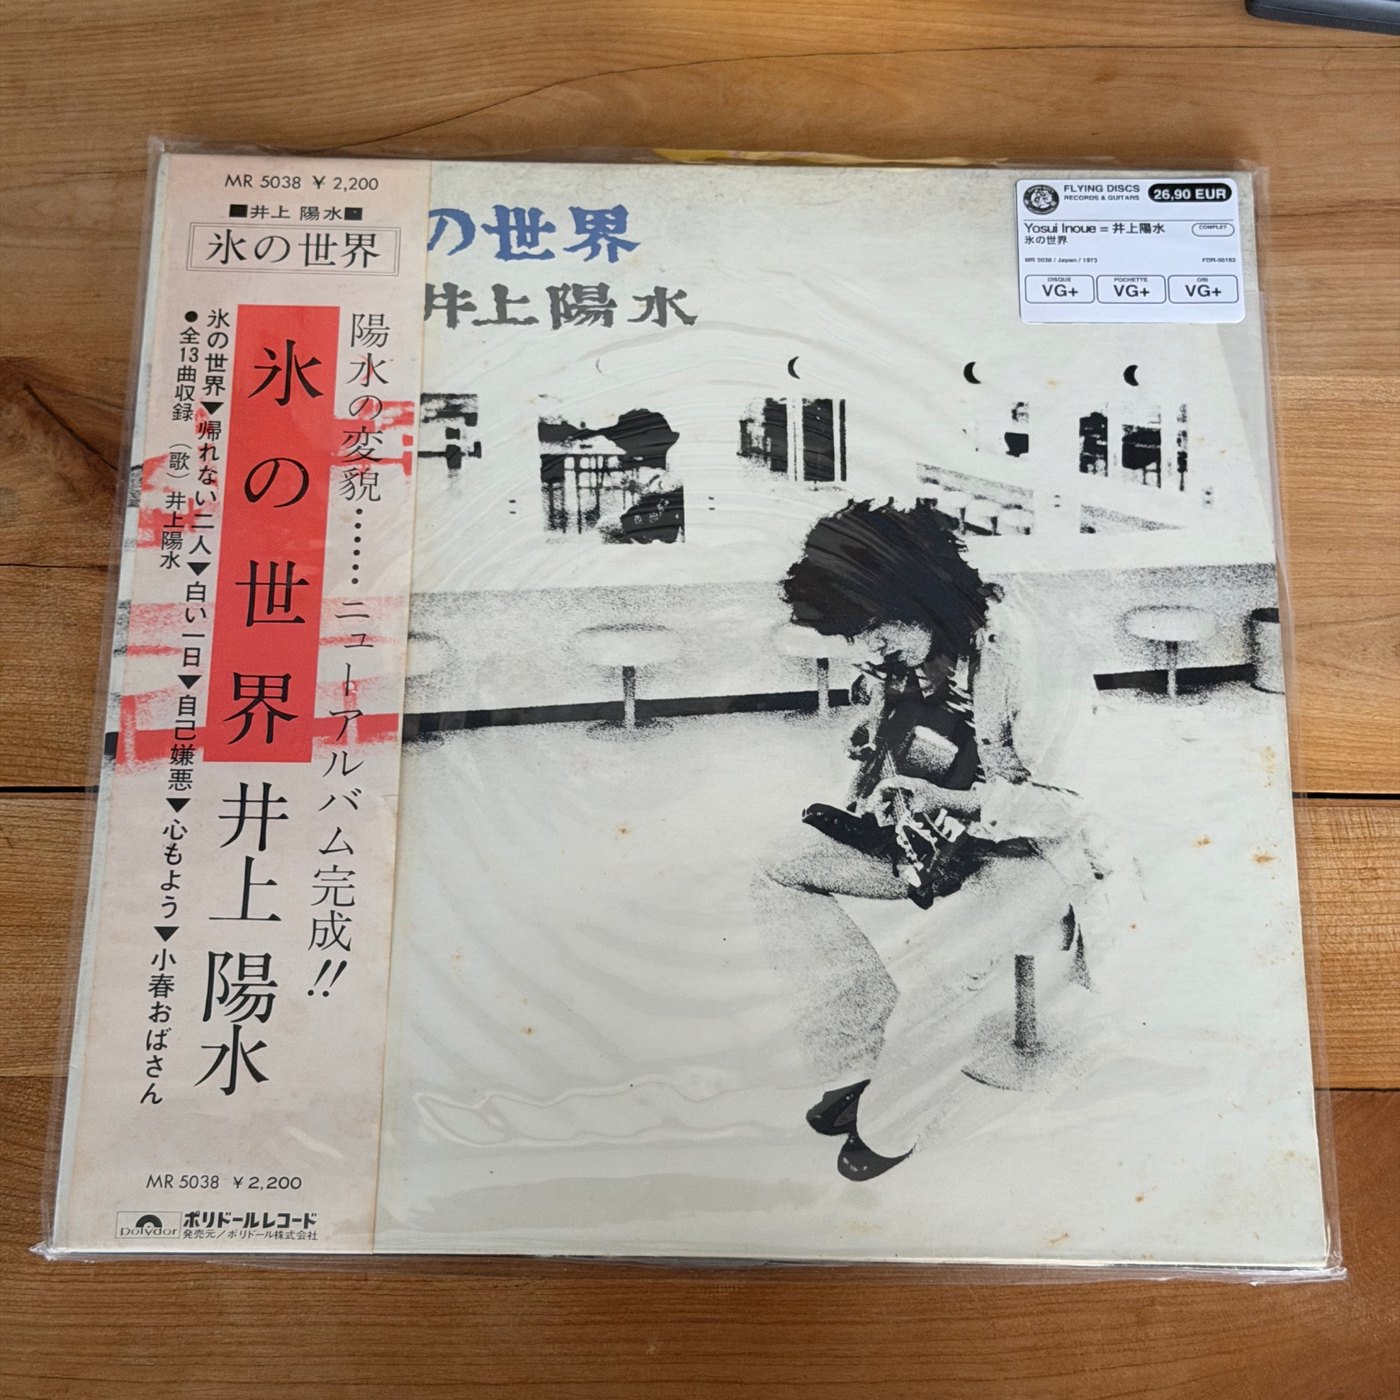 MR 5038 ¥ 2,200
■井上 陽水■
氷の世界
陽水の変貌……ニューアルバム完成!!
氷の世界
井上陽水
氷の世界▼帰れない二人▼白い一日▼自己嫌悪▼心もよう▼小春おばさん
●全13曲収録 (歌)井上陽水
MR 5038 ¥2,200
Polydor
ポリドールレコード
発売元/ポリドール株式会社
の世界
井上陽水
FLYING DISCS
RECORDS & GUITARS
26,90 EUR
Yosui Inoue = 井上陽水
氷の世界
COMPLET
MR 5038 / Japan / 1973
FDR-00183
DISQUE
VG+
POCHETTE
VG+
OBI
VG+